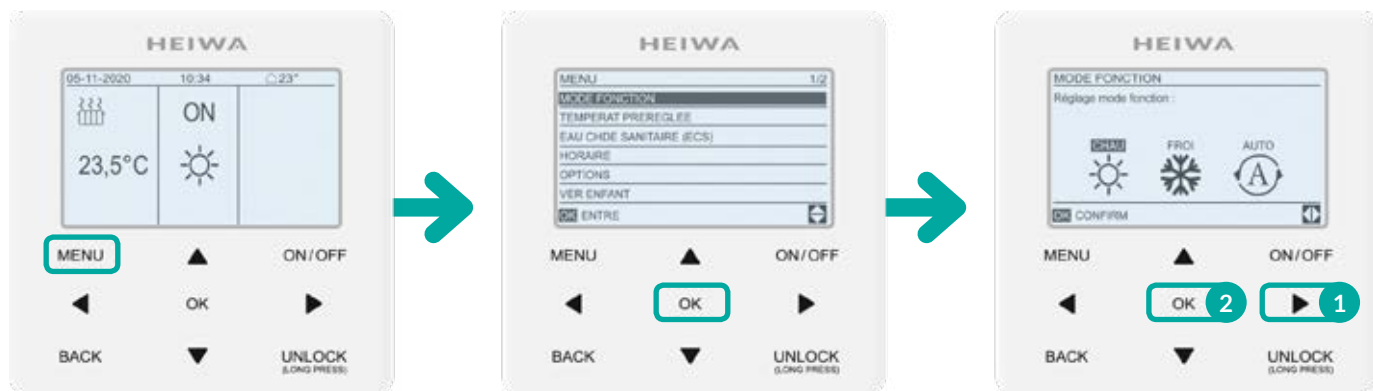 HEIWA
05-11-2020 10:34 23°
ON
23,5°C
MENU ON/OFF
OK
BACK UNLOCK
(LONG PRESS)
HEIWA
MENU 1/2
MODE FONCTION
TEMPERAT PREREGLEE
EAU CHDE SANITAIRE (ECS)
HORAIRE
OPTIONS
VER ENFANT
OK ENTRE
MENU ON/OFF
OK
BACK UNLOCK
(LONG PRESS)
HEIWA
MODE FONCTION
Réglage mode fonction :
CHAU FROI AUTO
A
OK CONFIRM
MENU ON/OFF
OK 2 1
BACK UNLOCK
(LONG PRESS)